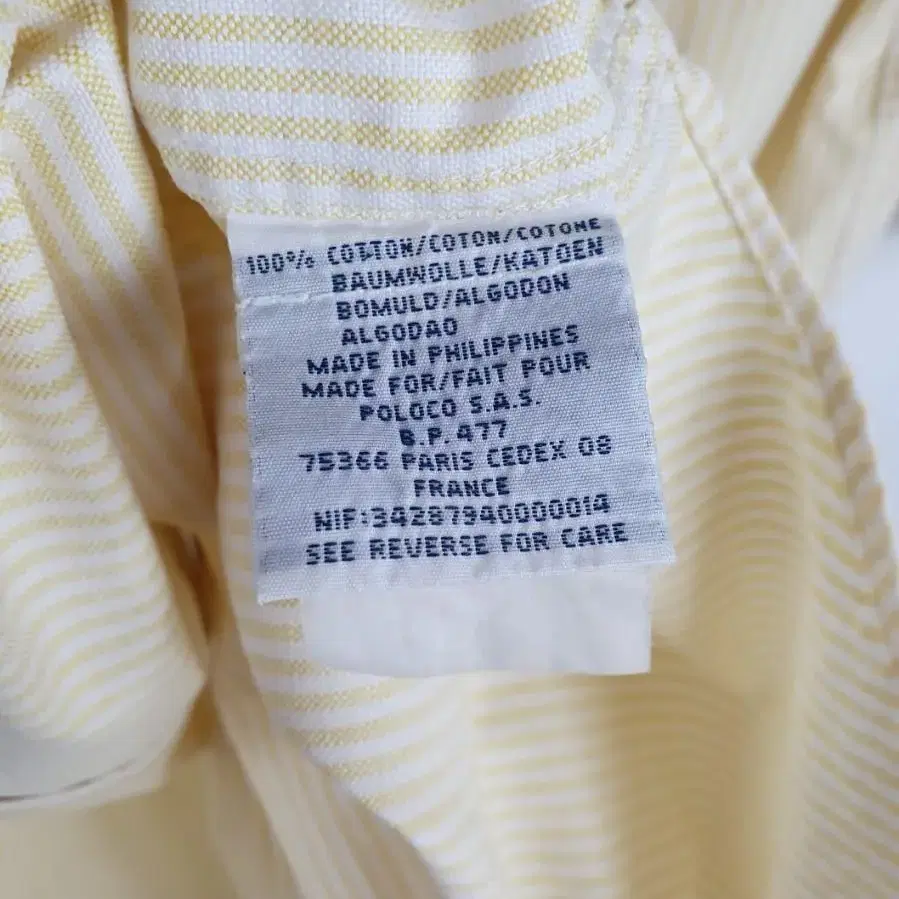 100% COTTON/COTON/COTONE
BAUMWOLLE/KATOEN
BOMULD/ALGODON
ALGODAO
MADE IN PHILIPPINES
MADE FOR/FAIT POUR
POLOCO S.A.S.
B.P. 477
75366 PARIS CEDEX 08
FRANCE
NIF:34287940000014
SEE REVERSE FOR CARE